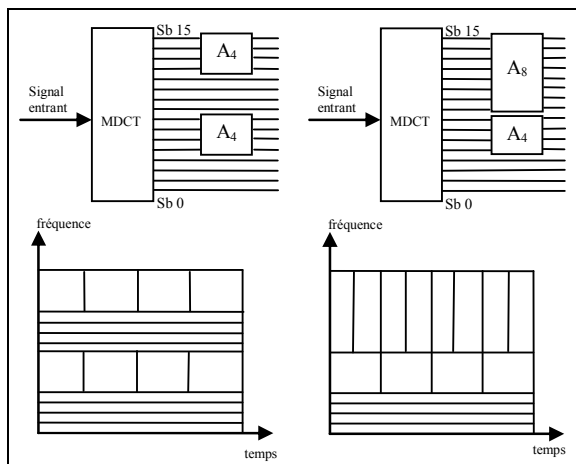 Sb 15
A4
Signal
entrant
MDCT
A4
Sb 0
fréquence
temps
Sb 15
A8
Signal
entrant
MDCT
A4
Sb 0
fréquence
temps